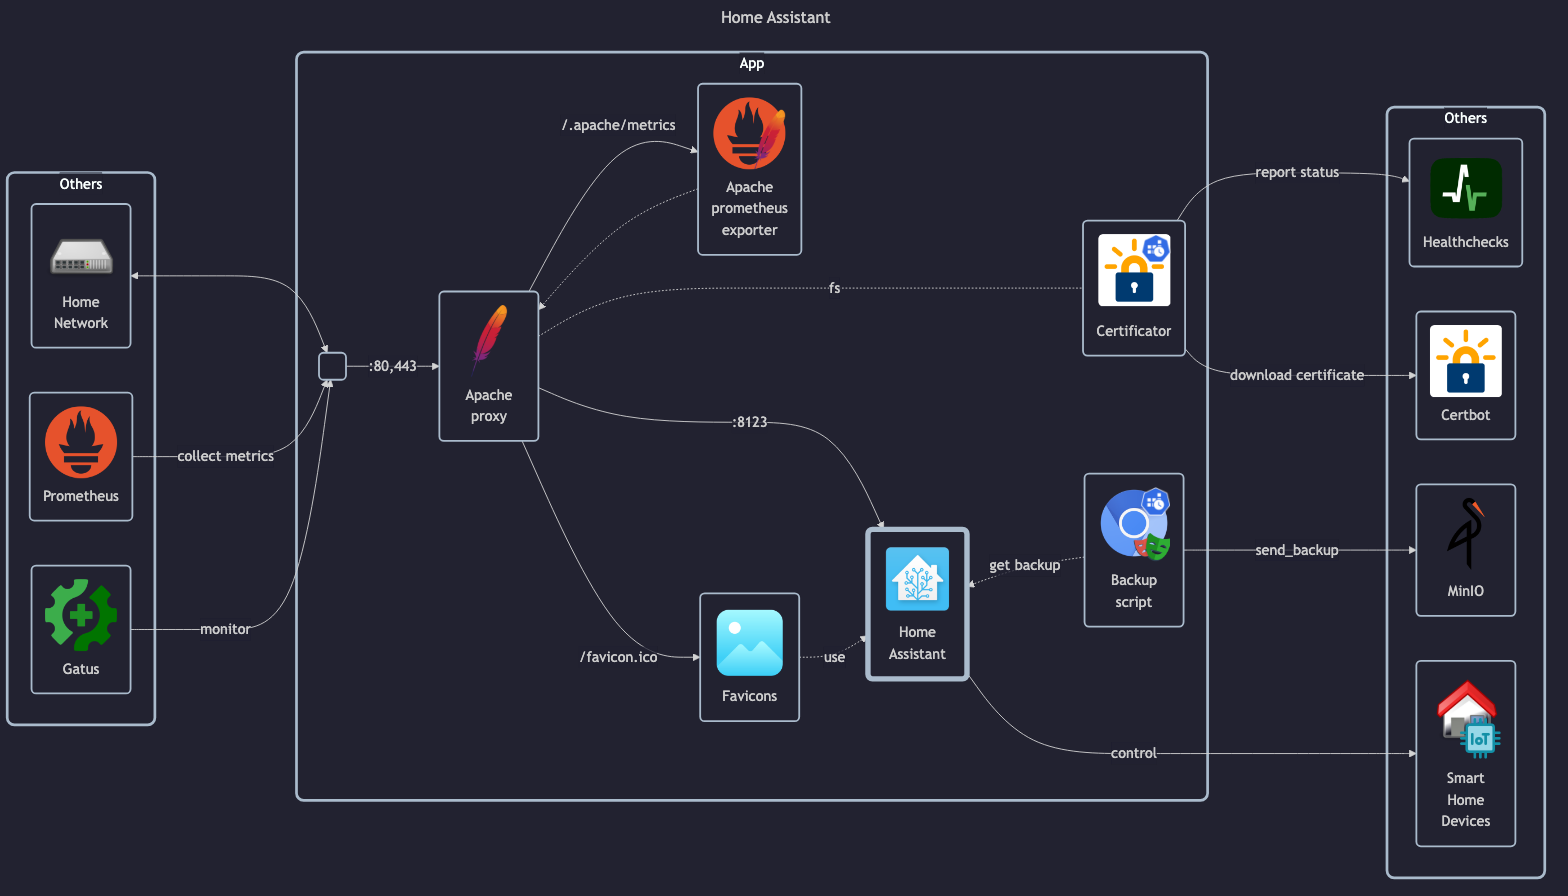 Home Assistant
App
Others
Home
Network
Prometheus
Gatus
collect metrics
monitor
:80,443
Apache
proxy
/.apache/metrics
Apache
prometheus
exporter
fs
:8123
/favicon.ico
Favicons
use
Home
Assistant
get backup
Certificator
Backup
script
report status
download certificate
send_backup
control
Others
Healthchecks
Certbot
MinIO
IoT
Smart
Home
Devices